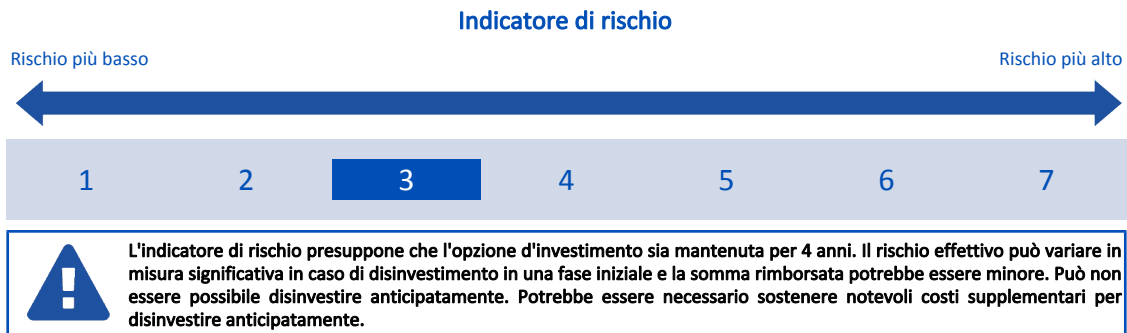 Indicatore di rischio
Rischio più basso
Rischio più alto
1 2 3 4 5 6 7
L'indicatore di rischio presuppone che l'opzione d'investimento sia mantenuta per 4 anni. Il rischio effettivo può variare in
misura significativa in caso di disinvestimento in una fase iniziale e la somma rimborsata potrebbe essere minore. Può non
essere possibile disinvestire anticipatamente. Potrebbe essere necessario sostenere notevoli costi supplementari per
disinvestire anticipatamente.